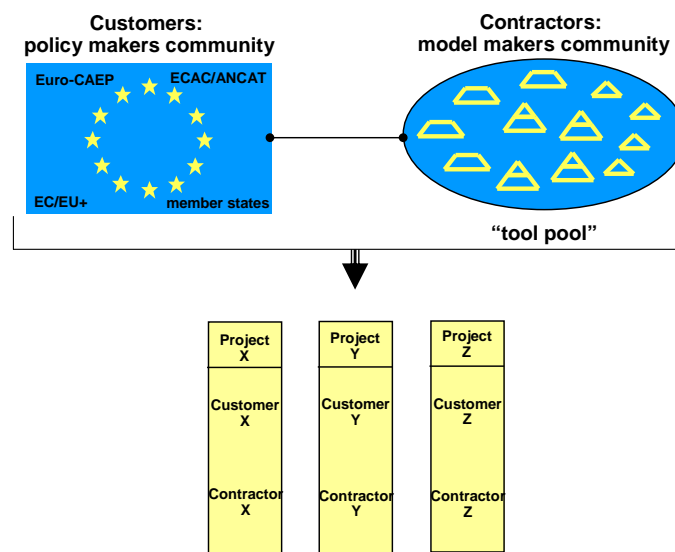 Customers:
policy makers community
Contractors:
model makers community
Euro-CAEP
ECAC/ANCAT
EC/EU+
member states
“tool pool”
Project
X
Project
Y
Project
Z
Customer
X
Customer
Y
Customer
Z
Contractor
X
Contractor
Y
Contractor
Z